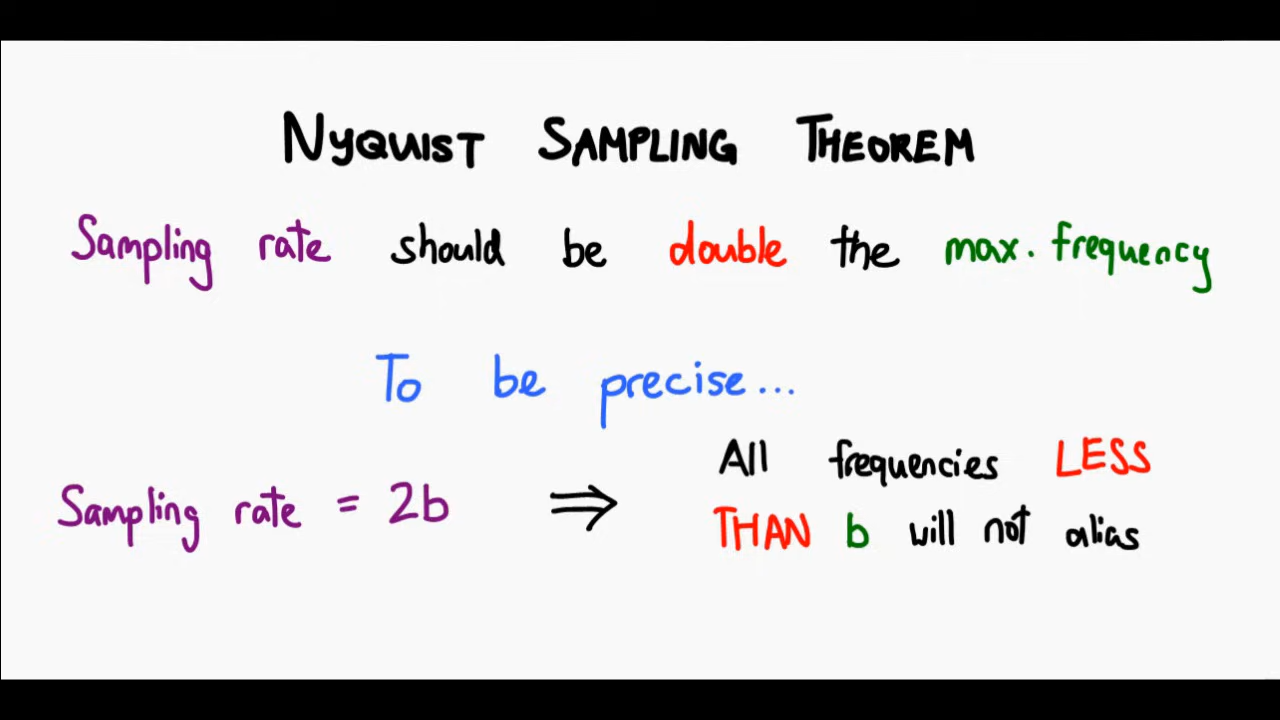 NYQUIST SAMPLING THEOREM
Sampling rate should be double the max. frequency
To be precise...
Sampling rate = 2b ⇒
All frequencies LESS
THAN b will not alias